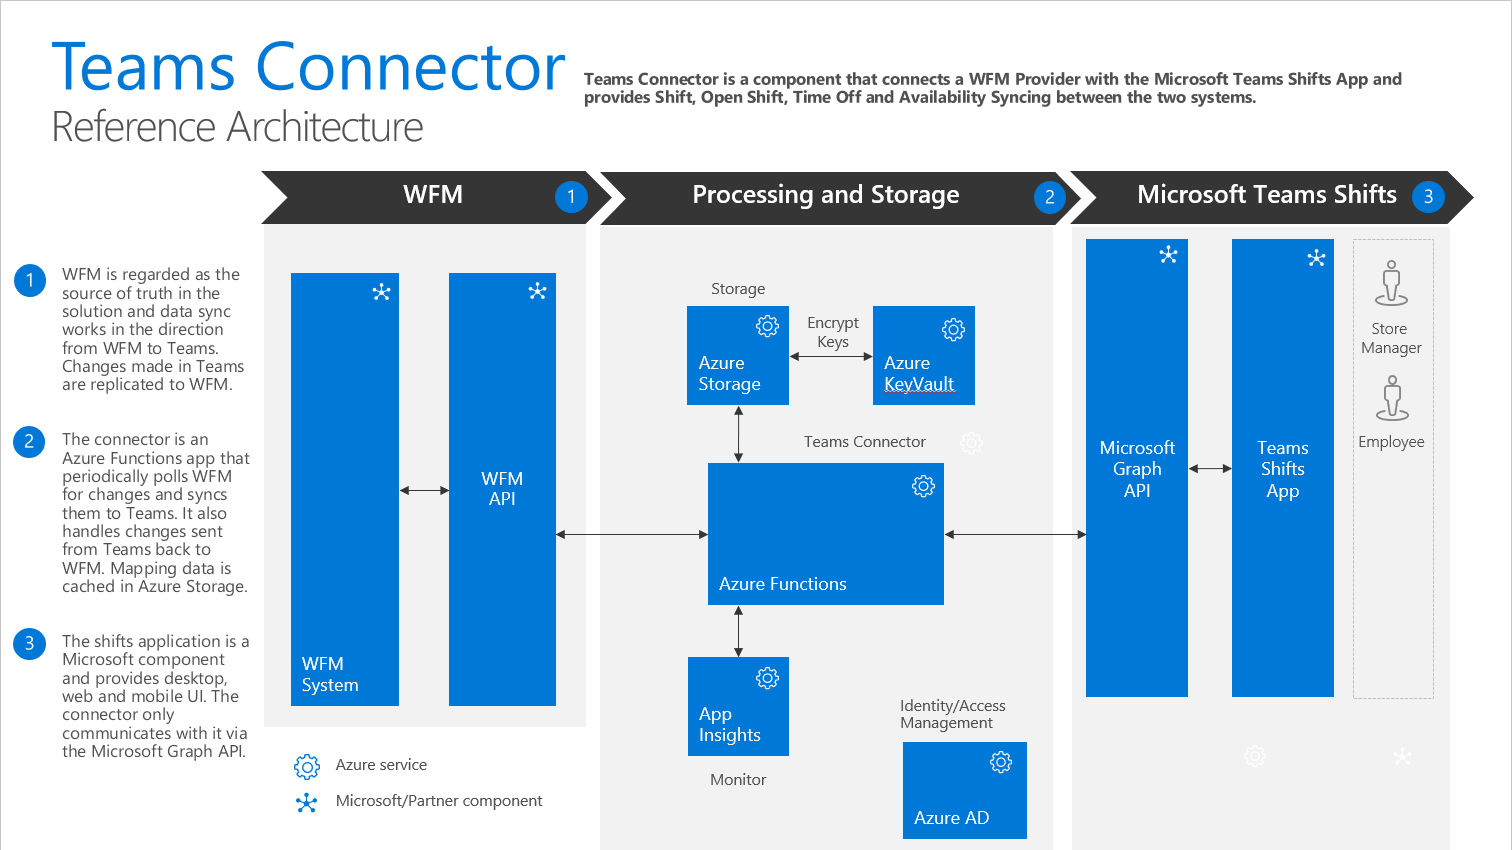 Teams Connector
Reference Architecture
Teams Connector is a component that connects a WFM Provider with the Microsoft Teams Shifts App and
provides Shift, Open Shift, Time Off and Availability Syncing between the two systems.
WFM
1
Processing and Storage
2
Microsoft Teams Shifts
3
1
WFM is regarded as the
source of truth in the
solution and data sync
works in the direction
from WFM to Teams.
Changes made in Teams
are replicated to WFM.
2
The connector is an
Azure Functions app that
periodically polls WFM
for changes and syncs
them to Teams. It also
handles changes sent
from Teams back to
WFM. Mapping data is
cached in Azure Storage.
3
The shifts application is a
Microsoft component
and provides desktop,
web and mobile UI. The
connector only
communicates with it via
the Microsoft Graph API.
WFM
System
WFM
API
Azure service
Microsoft/Partner component
Storage
Azure
Storage
Encrypt
Keys
Azure
KeyVault
Teams Connector
Azure Functions
App
Insights
Monitor
Identity/Access
Management
Azure AD
Microsoft
Graph
API
Teams
Shifts
App
Store
Manager
Employee